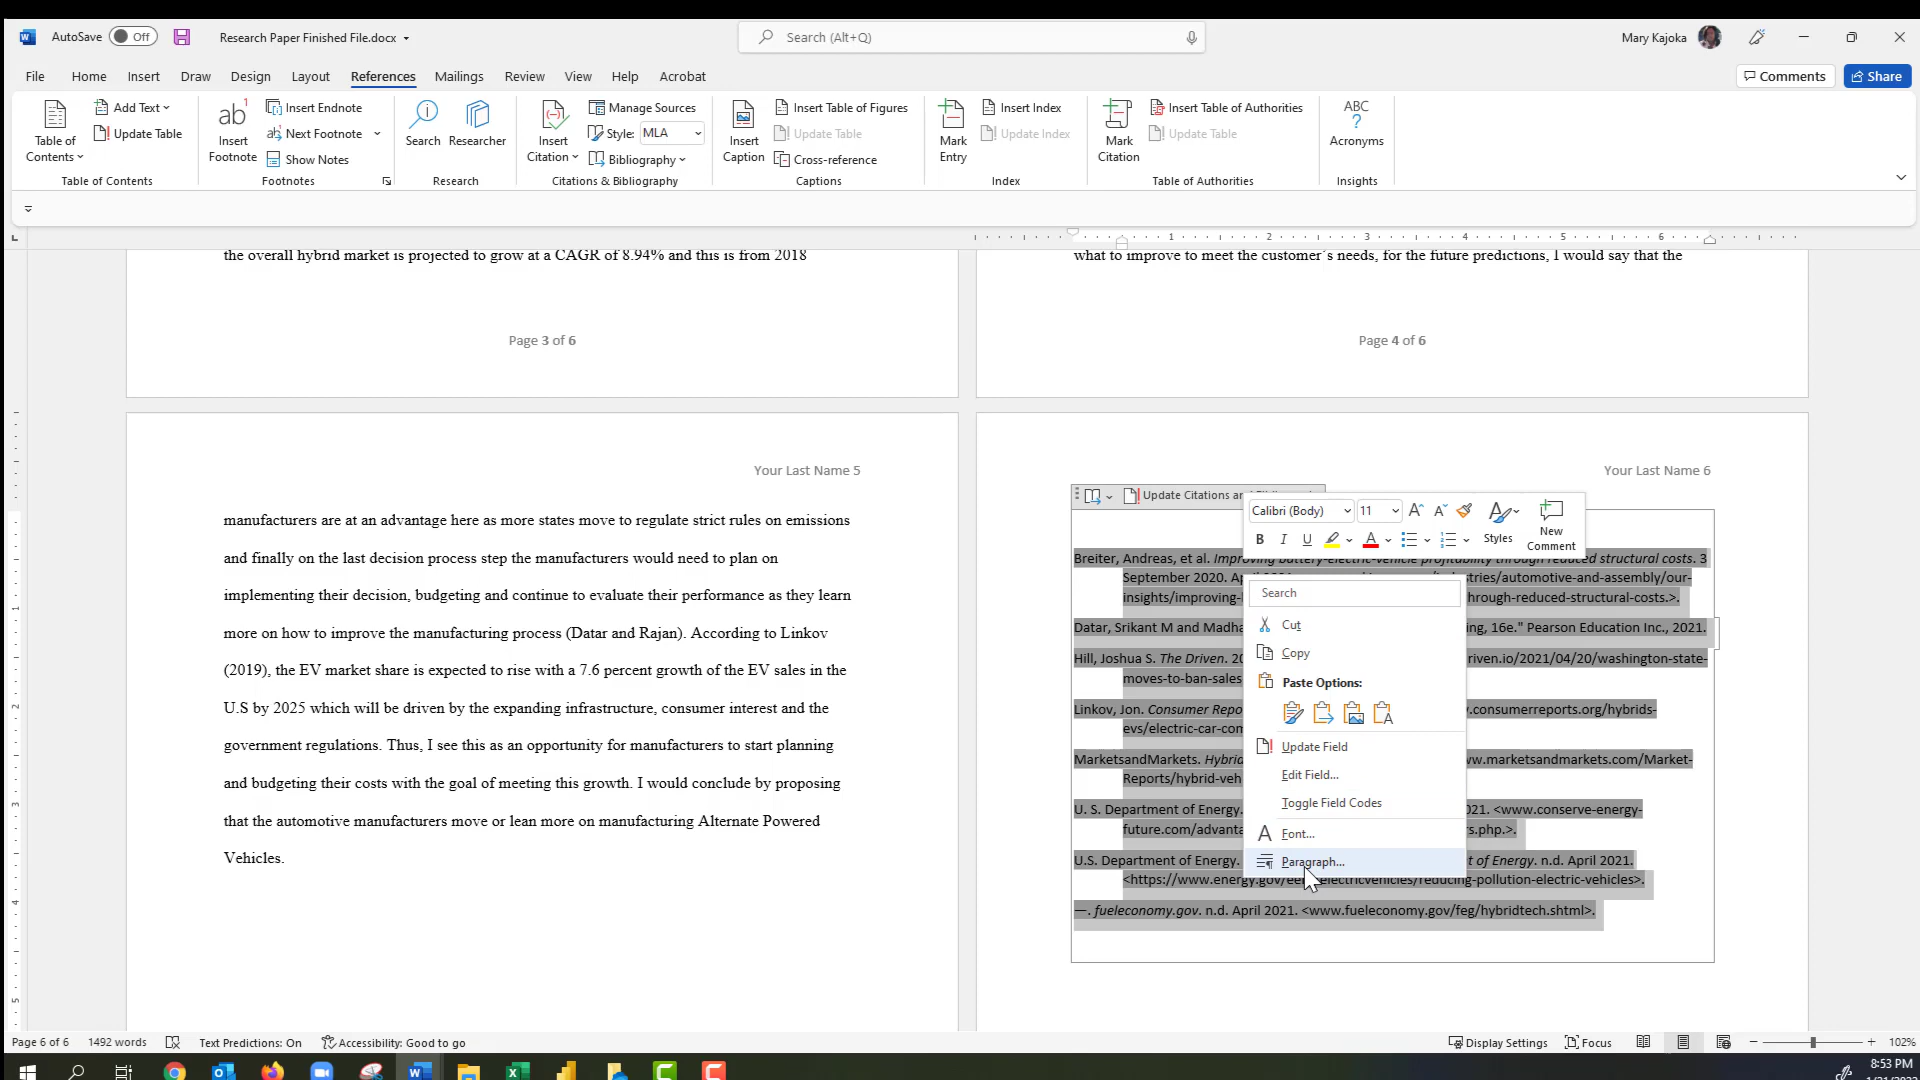 AutoSave Off Research Paper Finished File.docx Search (Alt+Q) Mary Kajoka
File Home Insert Draw Design Layout References Mailings Review View Help Acrobat Comments Share
Table of Contents
Add Text
Update Table
Table of Contents
ab
Insert Footnote
Insert Endnote
Next Footnote
Show Notes
Footnotes
Search
Researcher
Research
Insert Citation
Manage Sources
Style: MLA
Bibliography
Citations & Bibliography
Insert Caption
Insert Table of Figures
Update Table
Cross-reference
Captions
Mark Entry
Insert Index
Update Index
Index
Mark Citation
Insert Table of Authorities
Update Table
Table of Authorities
ABC
?
Acronyms
Insights
1 2 3 4 5 6
the overall hybrid market is projected to grow at a CAGR of 8.94% and this is from 2018
Page 3 of 6
what to improve to meet the customer's needs, for the future predictions, I would say that the
Page 4 of 6
Your Last Name 5
manufacturers are at an advantage here as more states move to regulate strict rules on emissions
and finally on the last decision process step the manufacturers would need to plan on
implementing their decision, budgeting and continue to evaluate their performance as they learn
more on how to improve the manufacturing process (Datar and Rajan). According to Linkov
(2019), the EV market share is expected to rise with a 7.6 percent growth of the EV sales in the
U.S by 2025 which will be driven by the expanding infrastructure, consumer interest and the
government regulations. Thus, I see this as an opportunity for manufacturers to start planning
and budgeting their costs with the goal of meeting this growth. I would conclude by proposing
that the automotive manufacturers move or lean more on manufacturing Alternate Powered
Vehicles.
Your Last Name 6
Update Citations an
Breiter, Andreas, et al. Improving battery-electric-vehicle profitability through reduced structural costs. 3
September 2020. tries/automotive-and-assembly/our-
insights/improving- hrough-reduced-structural-costs.>.
Datar, Srikant M and Madha ing, 16e." Pearson Education Inc., 2021.
Hill, Joshua S. The Driven. 20 riven.io/2021/04/20/washington-state-
moves-to-ban-sales
Linkov, Jon. Consumer Repo w.consumerreports.org/hybrids-
evs/electric-car-com
MarketsandMarkets. Hybrid ww.marketsandmarkets.com/Market-
Reports/hybrid-veh
U. S. Department of Energy. 021. <www.conserve-energy-
future.com/advanta rs.php.>.
U.S. Department of Energy. t of Energy. n.d. April 2021.
<https://www.energy.gov/eere/electricvehicles/reducing-pollution-electric-vehicles>.
—. fueleconomy.gov. n.d. April 2021. <www.fueleconomy.gov/feg/hybridtech.shtml>.
Calibri (Body) 11 A A
B I U A
Styles
New Comment
Search
Cut
Copy
Paste Options:
Update Field
Edit Field...
Toggle Field Codes
A Font...
Paragraph...
Page 6 of 6 1492 words Text Predictions: On Accessibility: Good to go Display Settings Focus 102%
8:53 PM